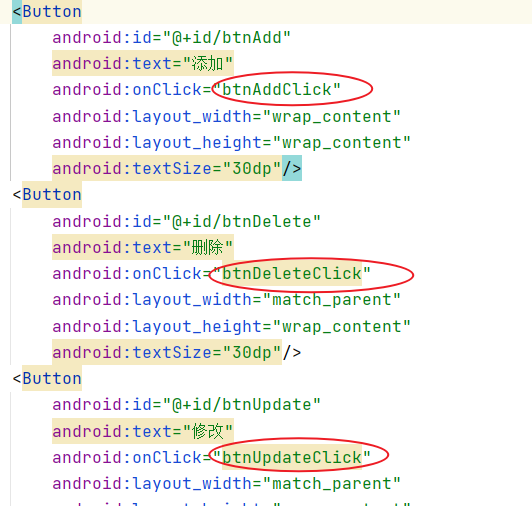 <Button
android:id="@+id/btnAdd"
android:text="添加"
android:onClick="btnAddClick"
android:layout_width="wrap_content"
android:layout_height="wrap_content"
android:textSize="30dp"/>
<Button
android:id="@+id/btnDelete"
android:text="删除"
android:onClick="btnDeleteClick"
android:layout_width="match_parent"
android:layout_height="wrap_content"
android:textSize="30dp"/>
<Button
android:id="@+id/btnUpdate"
android:text="修改"
android:onClick="btnUpdateClick"
android:layout_width="match_parent"